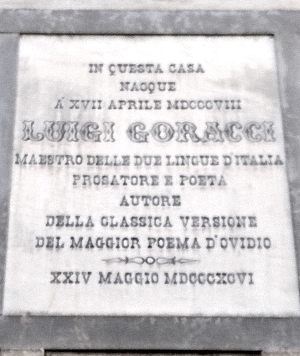 IN QUESTA CASA
NACQUE
A' XVII APRILE MDCCCVIII
LUIGI GORACCI
MAESTRO DELLE DUE LINGUE D'ITALIA
PROSATORE E POETA
AUTORE
DELLA CLASSICA VERSIONE
DEL MAGGIOR POEMA D'OVIDIO
XXIV MAGGIO MDCCCXCVI